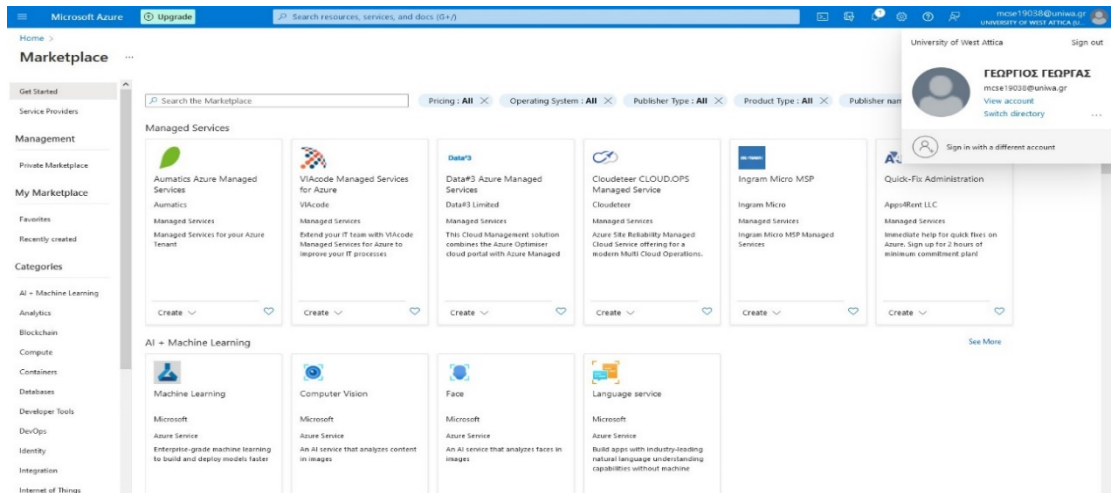 Microsoft Azure
Upgrade
Search resources, services, and docs (G+/)
mcse19038@uniwa.gr
UNIVERSITY OF WEST ATTICA (U...
Home >
Marketplace ...
University of West Attica
Sign out
ΓΕΩΡΓΙΟΣ ΓΕΩΡΓΑΣ
mcse19038@uniwa.gr
View account
Switch directory
...
Sign in with a different account
Get Started
Service Providers
Management
Private Marketplace
My Marketplace
Favorites
Recently created
Categories
AI + Machine Learning
Analytics
Blockchain
Compute
Containers
Databases
Developer Tools
DevOps
Identity
Integration
Internet of Things
Search the Marketplace
Pricing : All
Operating System : All
Publisher Type : All
Product Type : All
Publisher nam
Managed Services
Aumatics Azure Managed
Services
Aumatics
Managed Services
Managed Services for your Azure
Tenant
Create
VIAcode Managed Services
for Azure
VIAcode
Managed Services
Extend your IT team with VIAcode
Managed Services for Azure to
improve your IT processes
Create
Data#3
Data#3 Azure Managed
Services
Data#3 Limited
Managed Services
This Cloud Management solution
combines the Azure Optimiser
cloud portal with Azure Managed
Create
Cloudeteer CLOUD.OPS
Managed Service
Cloudeteer
Managed Services
Azure Site Reliability Managed
Cloud Service offering for a
modern Multi Cloud Operations.
Create
Ingram Micro MSP
Ingram Micro
Managed Services
Ingram Micro MSP Managed
Services
Create
Quick-Fix Administration
Apps4Rent LLC
Managed Services
Immediate help for quick fixes on
Azure. Sign up for 2 hours of
minimum commitment plan!
Create
AI + Machine Learning
See More
Machine Learning
Microsoft
Azure Service
Enterprise-grade machine learning
to build and deploy models faster
Computer Vision
Microsoft
Azure Service
An AI service that analyzes content
in images
Face
Microsoft
Azure Service
An AI service that analyzes faces in
images
Language service
Microsoft
Azure Service
Build apps with industry-leading
natural language understanding
capabilities without machine